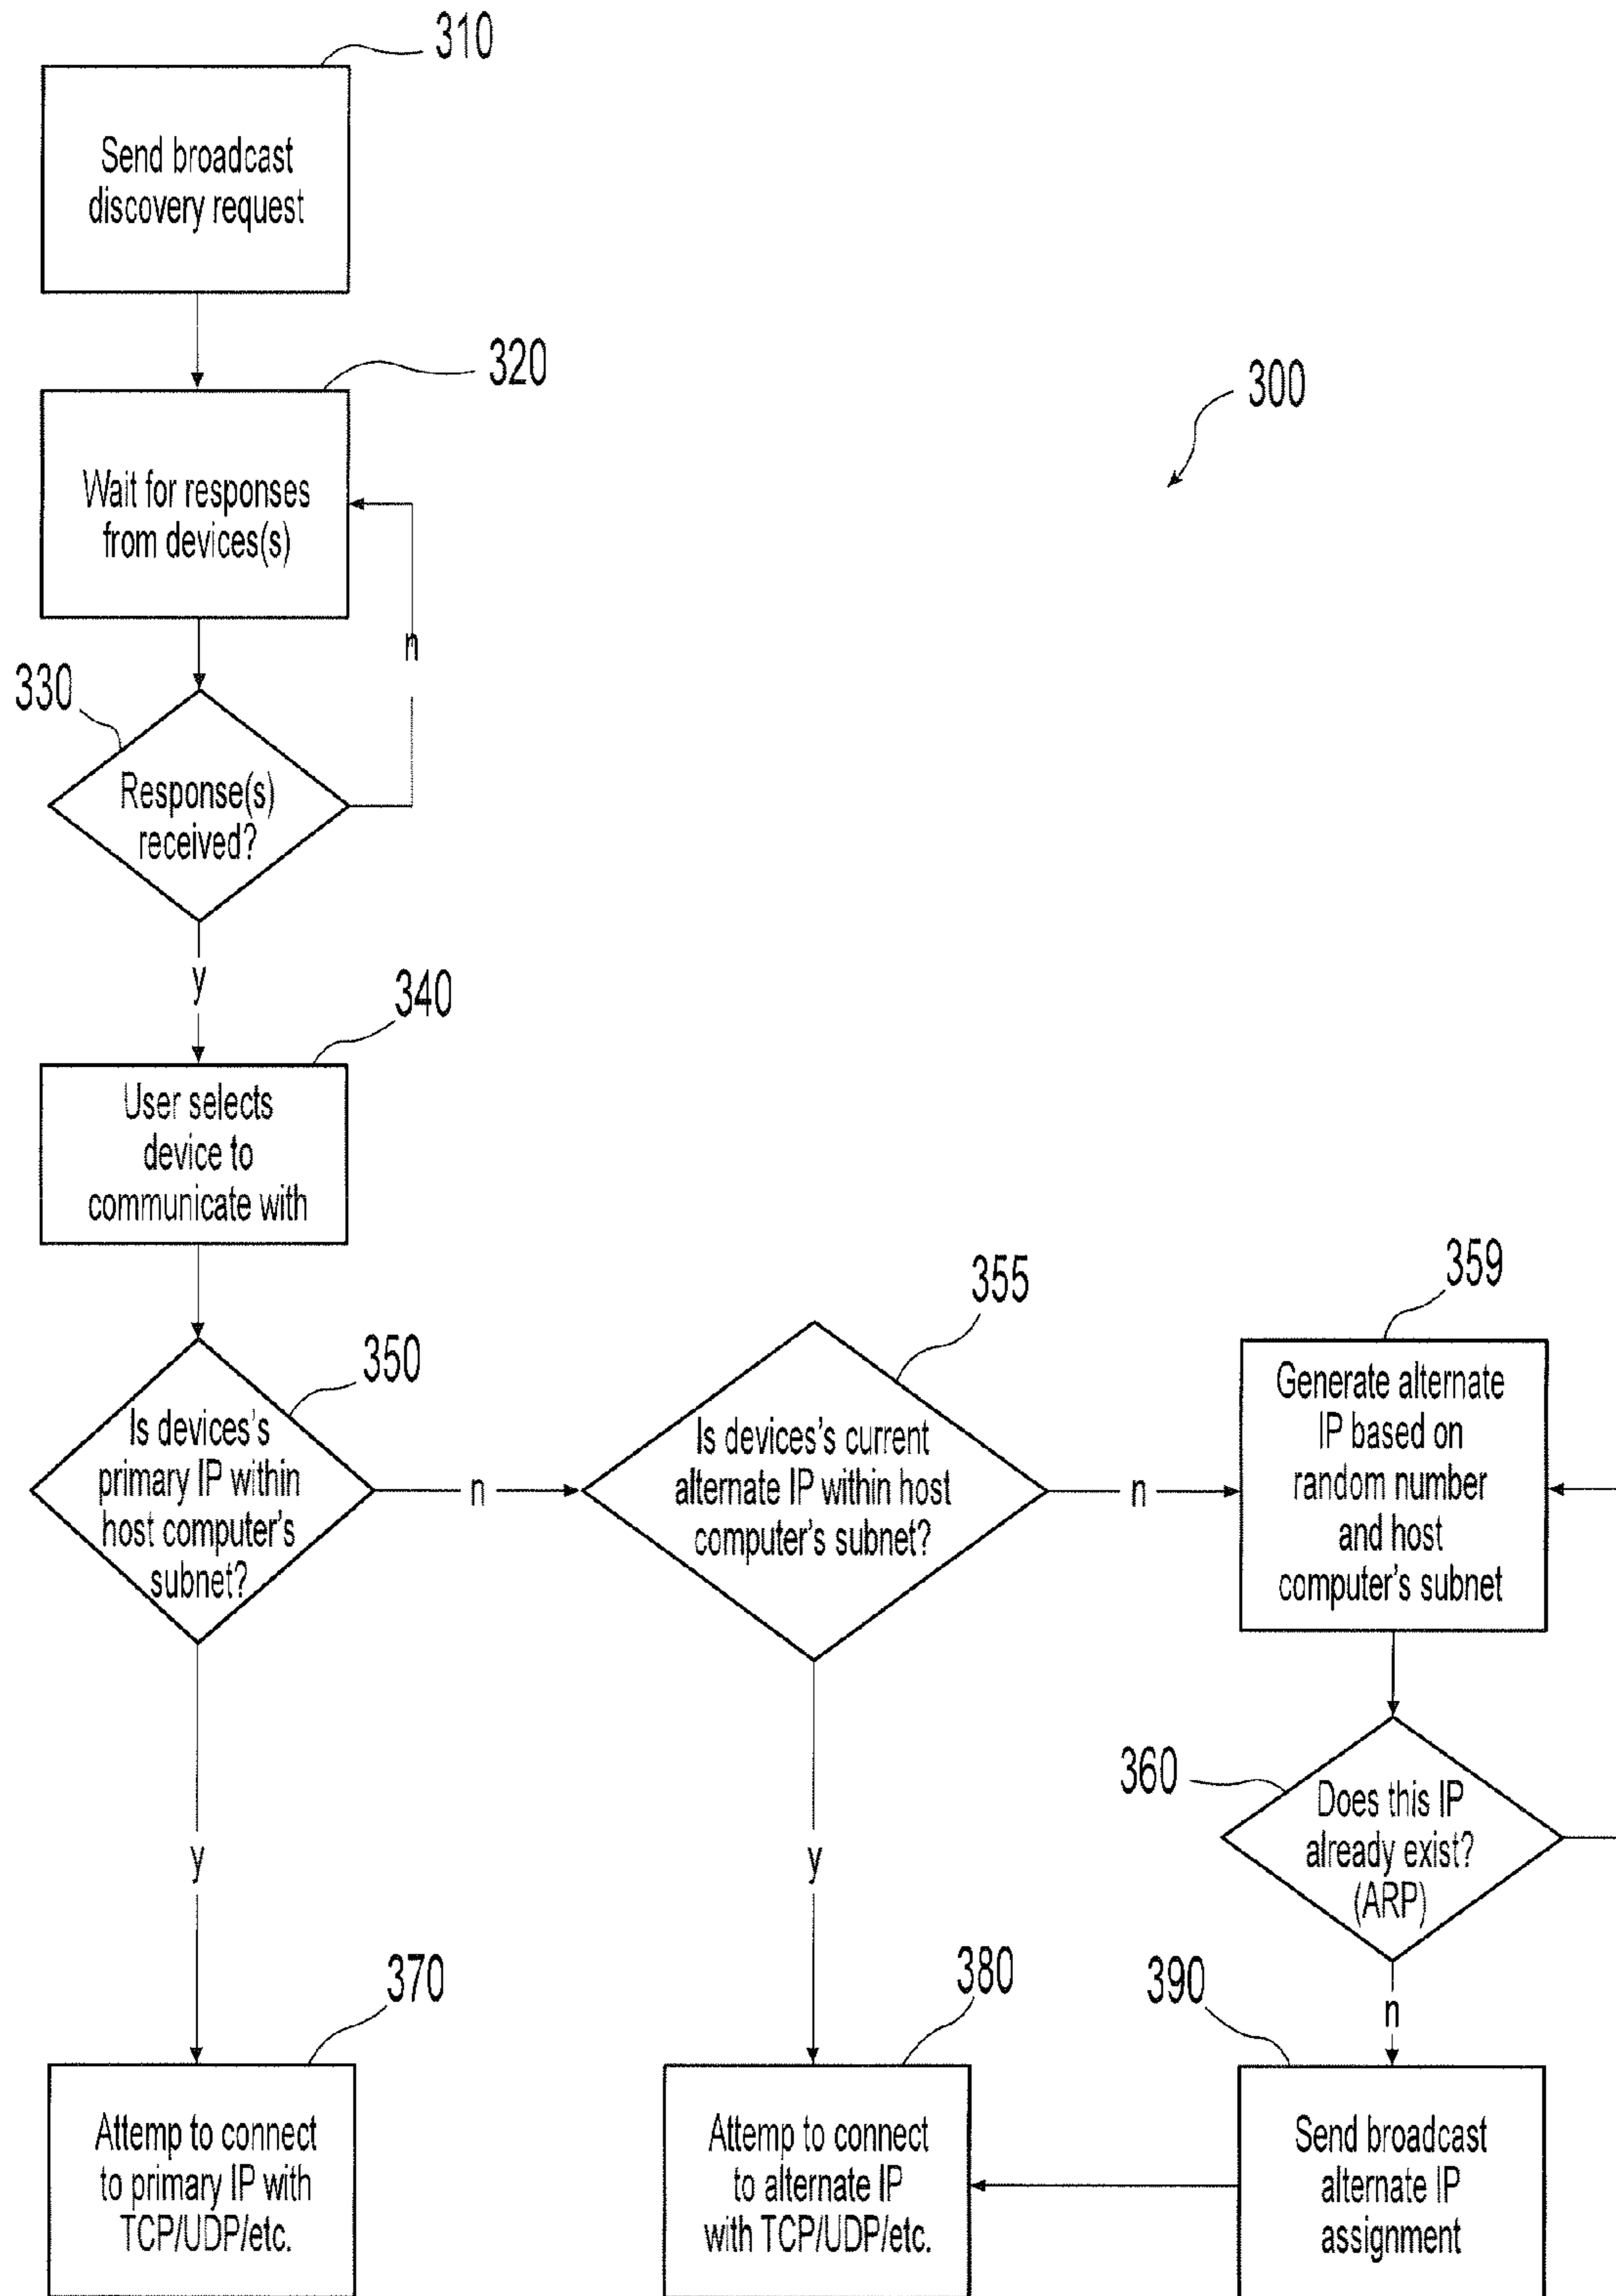 310
Send broadcast
discovery request
320
300
Wait for responses
from devices(s)
n
330
Response(s)
received?
y
340
User selects
device to
communicate with
350
Is devices's
primary IP within
host computer's
subnet?
n
355
Is devices's current
alternate IP within host
computer's subnet?
n
359
Generate alternate
IP based on
random number
and host
computer's subnet
360
Does this IP
already exist?
(ARP)
y
y
n
370
Attemp to connect
to primary IP with
TCP/UDP/etc.
380
Attemp to connect
to alternate IP
with TCP/UDP/etc.
390
Send broadcast
alternate IP
assignment